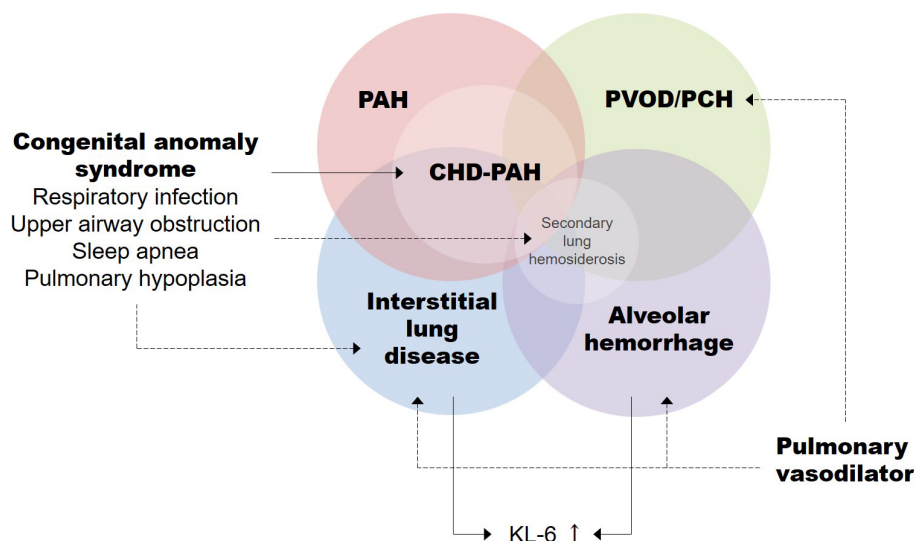 PAH
PVOD/PCH
Congenital anomaly
syndrome
Respiratory infection
Upper airway obstruction
Sleep apnea
Pulmonary hypoplasia
CHD-PAH
Secondary
lung
hemosiderosis
Interstitial
lung
disease
Alveolar
hemorrhage
Pulmonary
vasodilator
KL-6 ↑